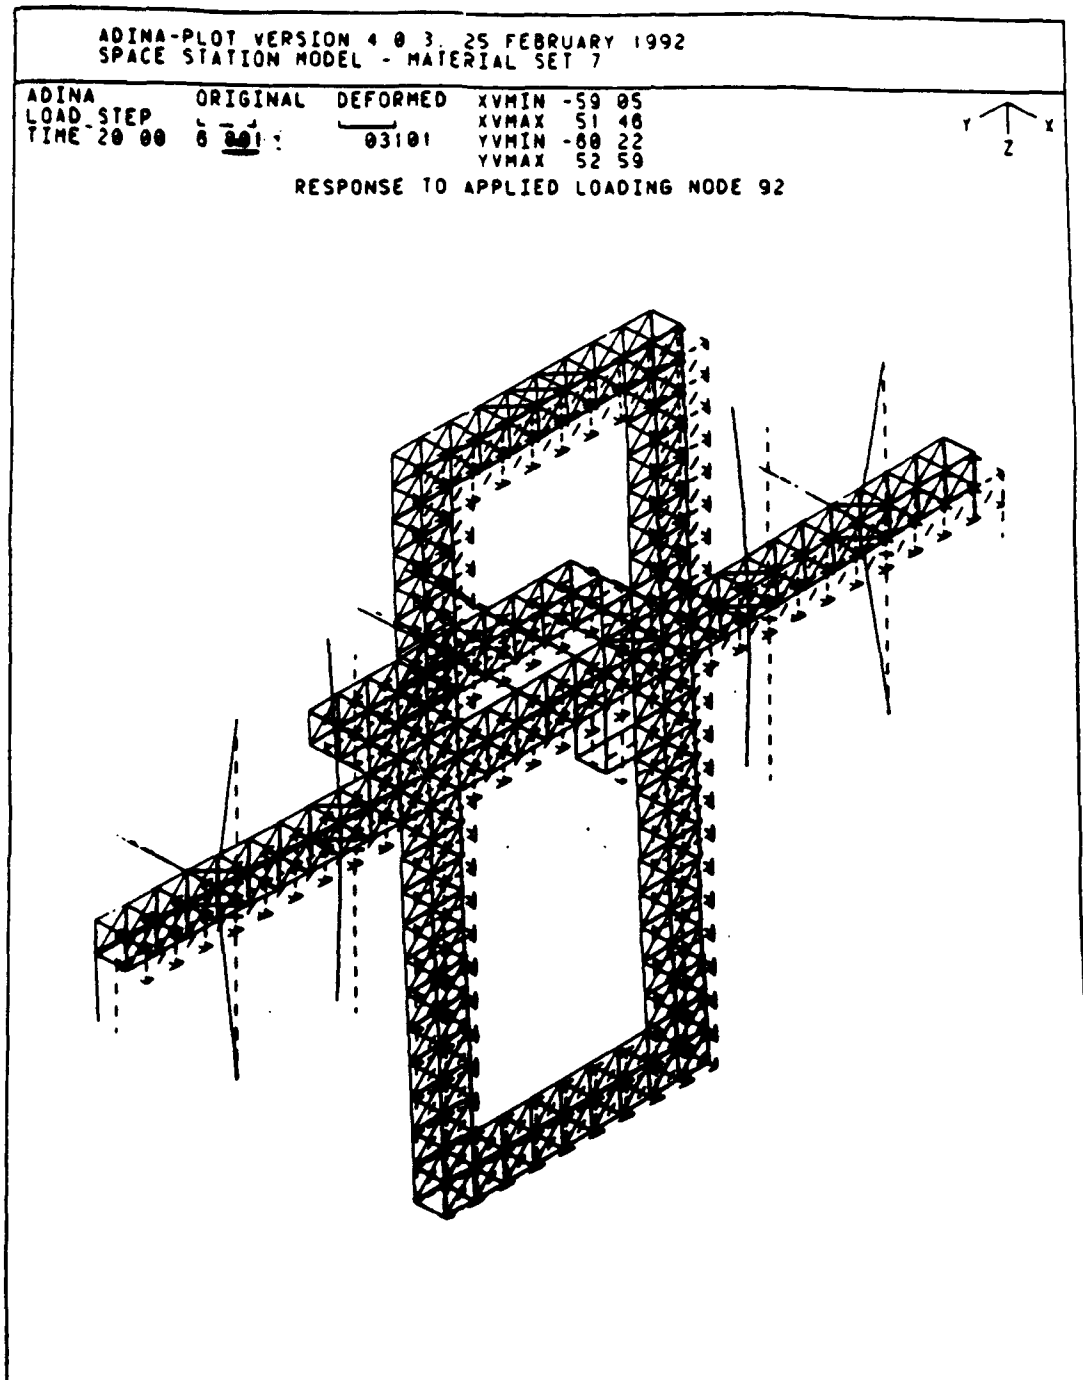 ADINA-PLOT VERSION 4 0 3, 25 FEBRUARY 1992
SPACE STATION MODEL - MATERIAL SET 7
ADINA ORIGINAL DEFORMED XVMIN -59 05
LOAD STEP XVMAX 51 46
TIME 20 00 6 801 03101 YVMIN -60 22
YVMAX 52 59
Y X
Z
RESPONSE TO APPLIED LOADING NODE 92